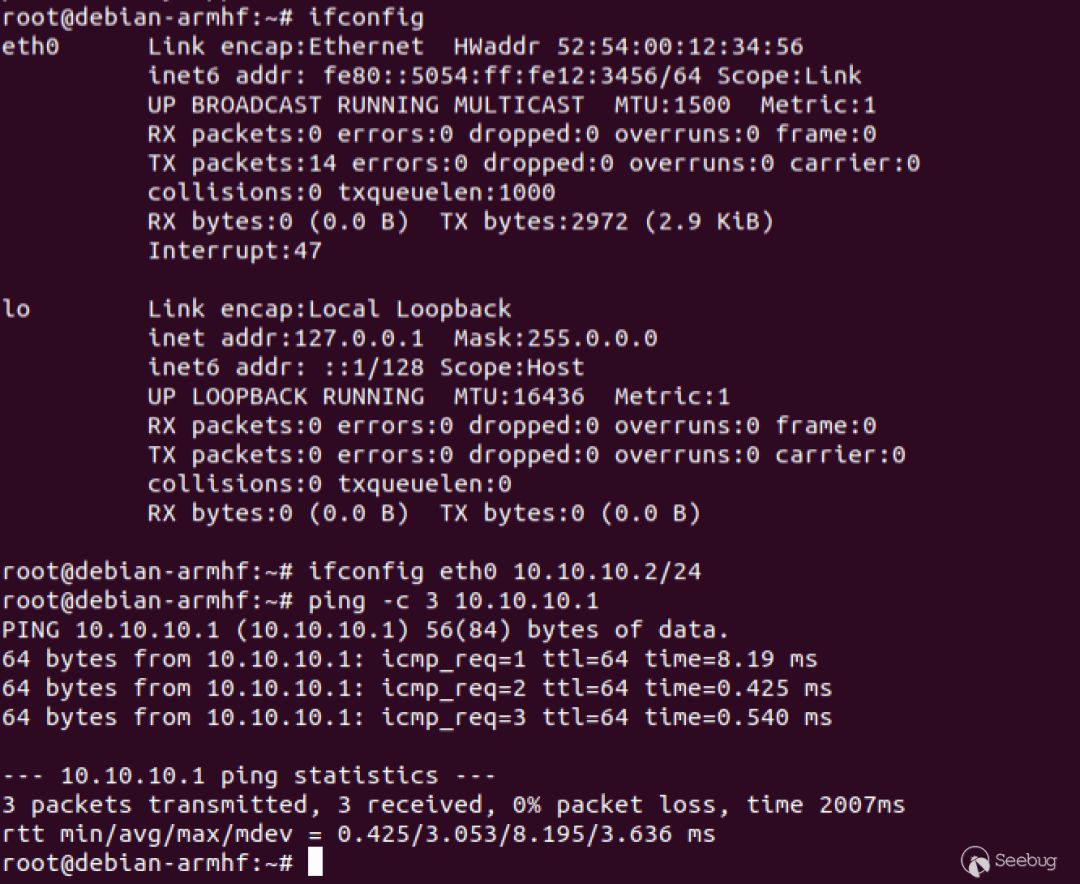 root@debian-armhf:~# ifconfig
eth0      Link encap:Ethernet  HWaddr 52:54:00:12:34:56
          inet6 addr: fe80::5054:ff:fe12:3456/64 Scope:Link
          UP BROADCAST RUNNING MULTICAST  MTU:1500  Metric:1
          RX packets:0 errors:0 dropped:0 overruns:0 frame:0
          TX packets:14 errors:0 dropped:0 overruns:0 carrier:0
          collisions:0 txqueuelen:1000
          RX bytes:0 (0.0 B)  TX bytes:2972 (2.9 KiB)
          Interrupt:47
lo        Link encap:Local Loopback
          inet addr:127.0.0.1  Mask:255.0.0.0
          inet6 addr: ::1/128 Scope:Host
          UP LOOPBACK RUNNING  MTU:16436  Metric:1
          RX packets:0 errors:0 dropped:0 overruns:0 frame:0
          TX packets:0 errors:0 dropped:0 overruns:0 carrier:0
          collisions:0 txqueuelen:0
          RX bytes:0 (0.0 B)  TX bytes:0 (0.0 B)
root@debian-armhf:~# ifconfig eth0 10.10.10.2/24
root@debian-armhf:~# ping -c 3 10.10.10.1
PING 10.10.10.1 (10.10.10.1) 56(84) bytes of data.
64 bytes from 10.10.10.1: icmp_req=1 ttl=64 time=8.19 ms
64 bytes from 10.10.10.1: icmp_req=2 ttl=64 time=0.425 ms
64 bytes from 10.10.10.1: icmp_req=3 ttl=64 time=0.540 ms
--- 10.10.10.1 ping statistics ---
3 packets transmitted, 3 received, 0% packet loss, time 2007ms
rtt min/avg/max/mdev = 0.425/3.053/8.195/3.636 ms
root@debian-armhf:~#
Seebug